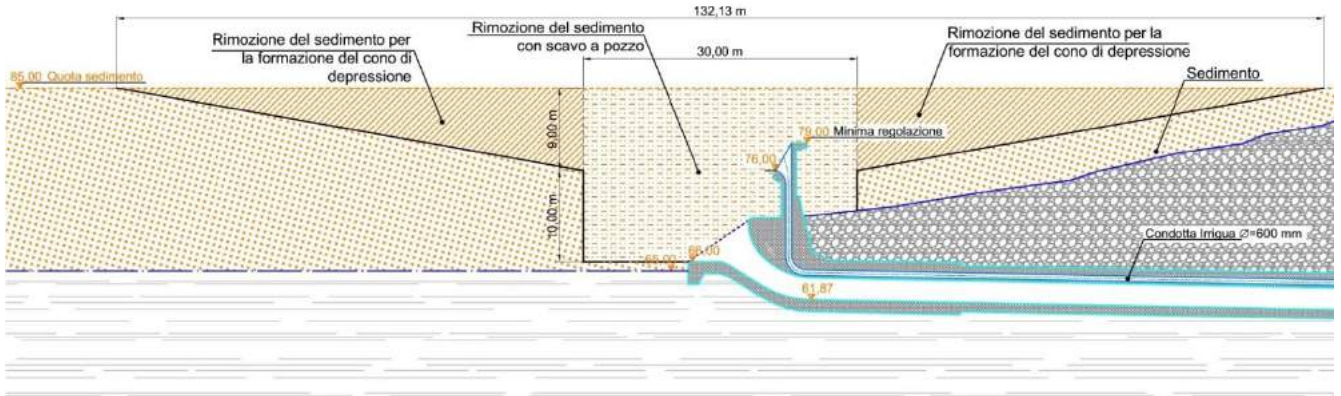 132,13 m
Rimozione del sedimento per
la formazione del cono di
depressione
Rimozione del sedimento
con scavo a pozzo
30,00 m
Rimozione del sedimento per la
formazione del cono di depressione
Sedimento
85,00 Quota sedimento
9,00 m
79,00 Minima regolazione
76,00
10,00 m
Condotta Irrigua Ø=600 mm
66,00
65,00
61,87